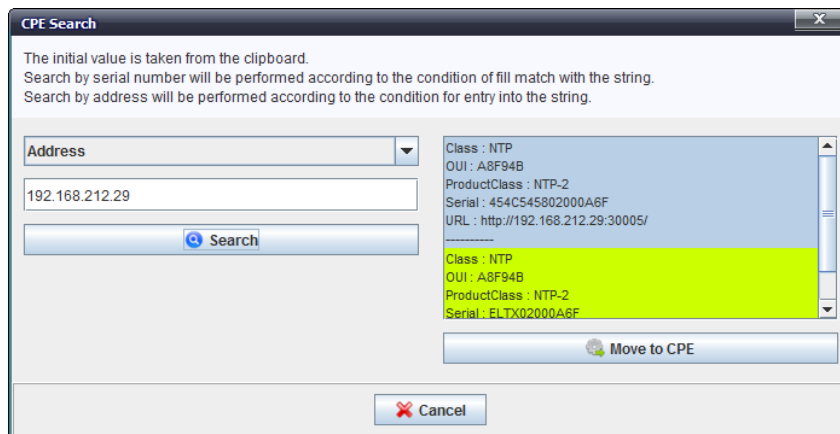 CPE Search
The initial value is taken from the clipboard.
Search by serial number will be performed according to the condition of fill match with the string.
Search by address will be performed according to the condition for entry into the string.
Address
192.168.212.29
Search
Class : NTP
OUI : A8F94B
ProductClass : NTP-2
Serial : 454C545802000A6F
URL : http://192.168.212.29:30005/
----------
Class : NTP
OUI : A8F94B
ProductClass : NTP-2
Serial : ELTX02000A6F
Move to CPE
Cancel